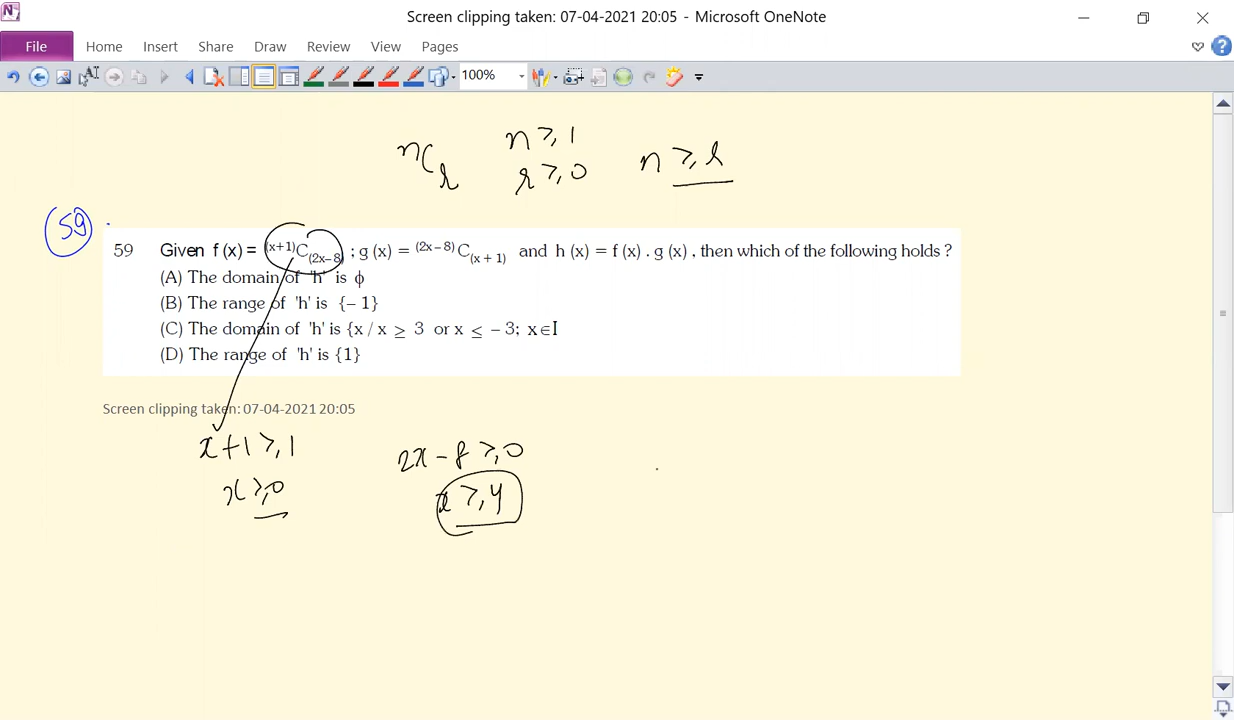 Screen clipping taken: 07-04-2021 20:05 - Microsoft OneNote
File Home Insert Share Draw Review View Pages
100%
nCr n ≥ 1 n ≥ r
r ≥ 0
59
59 Given f (x) = (x+1)C(2x–8) ; g (x) = (2x–8)C(x + 1) and h (x) = f (x) . g (x) , then which of the following holds ?
(A) The domain of 'h' is ϕ
(B) The range of 'h' is {– 1}
(C) The domain of 'h' is {x / x ≥ 3 or x ≤ – 3; x∈I
(D) The range of 'h' is {1}
Screen clipping taken: 07-04-2021 20:05
x+1 ≥ 1 2x – 8 ≥ 0
x ≥ 0 x ≥ 4